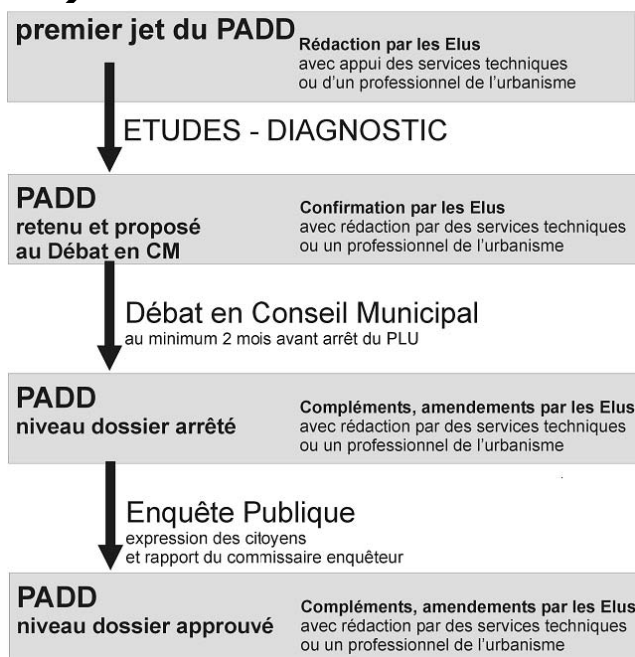 premier jet du PADD
Rédaction par les Elus
avec appui des services techniques
ou d'un professionnel de l'urbanisme
ETUDES - DIAGNOSTIC
PADD
retenu et proposé
au Débat en CM
Confirmation par les Elus
avec rédaction par des services techniques
ou un professionnel de l'urbanisme
Débat en Conseil Municipal
au minimum 2 mois avant arrêt du PLU
PADD
niveau dossier arrêté
Compléments, amendements par les Elus
avec rédaction par des services techniques
ou un professionnel de l'urbanisme
Enquête Publique
expression des citoyens
et rapport du commissaire enquêteur
PADD
niveau dossier approuvé
Compléments, amendements par les Elus
avec rédaction par des services techniques
ou un professionnel de l'urbanisme